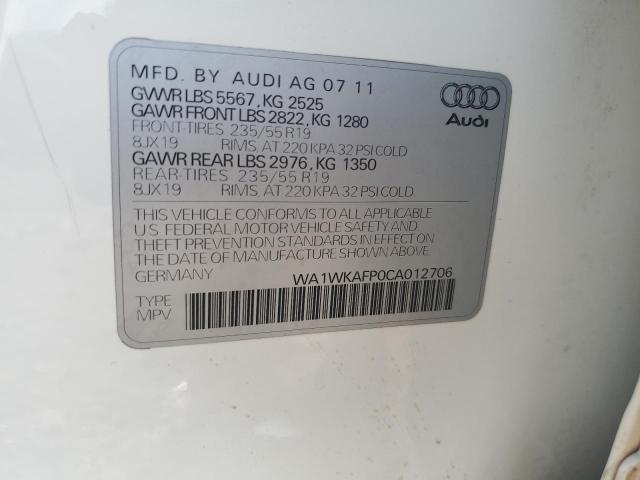 MFD. BY AUDI AG 07 11
GVWR LBS 5567, KG 2525
GAWR FRONT LBS 2822, KG 1280
FRONT-TIRES 235/55 R19
8JX19 RIMS, AT 220 KPA 32 PSI COLD
GAWR REAR LBS 2976, KG 1350
REAR-TIRES 235/55 R19
8JX19 RIMS, AT 220 KPA 32 PSI COLD
Audi
THIS VEHICLE CONFORMS TO ALL APPLICABLE
U S FEDERAL MOTOR VEHICLE SAFETY AND
THEFT PREVENTION STANDARDS IN EFFECT ON
THE DATE OF MANUFACTURE SHOWN ABOVE.
GERMANY WA1WKAFP0CA012706
TYPE
MPV